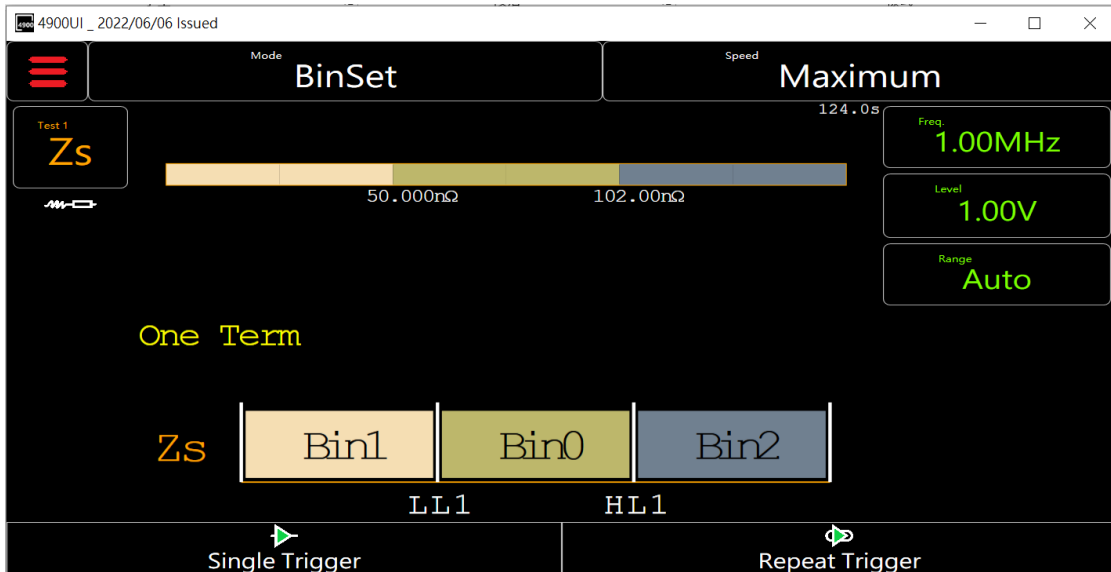 4900 4900UI _ 2022/06/06 Issued
Mode
BinSet
Speed
Maximum
124.0s
Test 1
Zs
Freq.
1.00MHz
50.000nΩ 102.00nΩ
Level
1.00V
Range
Auto
One Term
Zs Bin1 Bin0 Bin2
LL1 HL1
Single Trigger Repeat Trigger